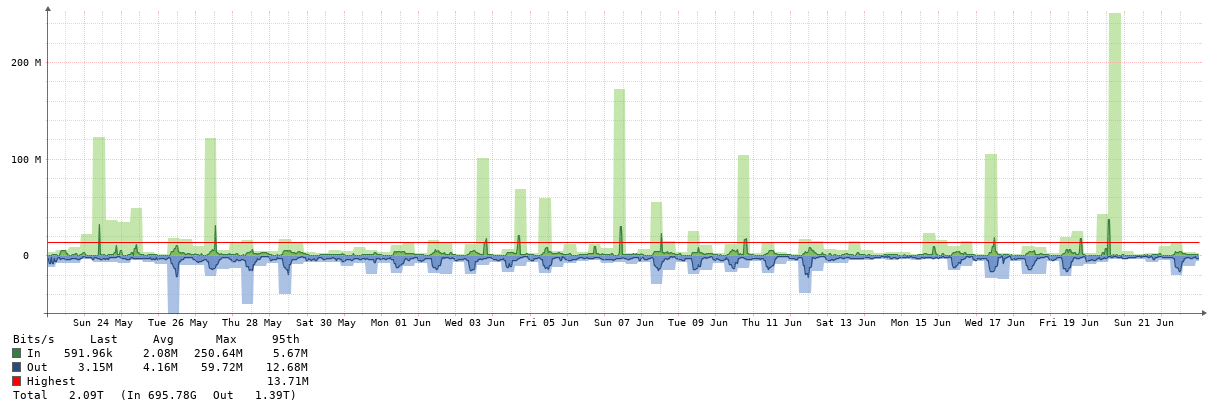 200 M
100 M
0
Sun 24 May Tue 26 May Thu 28 May Sat 30 May Mon 01 Jun Wed 03 Jun Fri 05 Jun Sun 07 Jun Tue 09 Jun Thu 11 Jun Sat 13 Jun Mon 15 Jun Wed 17 Jun Fri 19 Jun Sun 21 Jun
Bits/s Last Avg Max 95th
In 591.96k 2.08M 250.64M 5.67M
Out 3.15M 4.16M 59.72M 12.68M
Highest 13.71M
Total 2.09T (In 695.78G Out 1.39T)